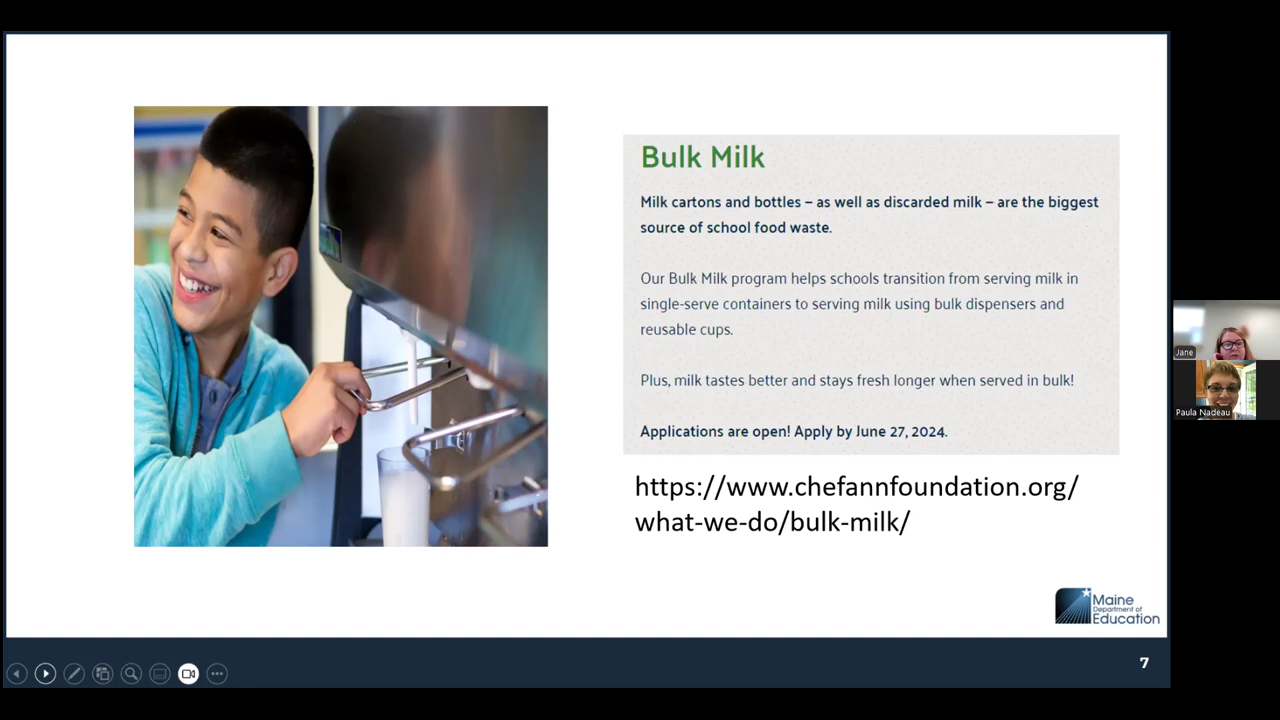 Bulk Milk
Milk cartons and bottles – as well as discarded milk – are the biggest
source of school food waste.
Our Bulk Milk program helps schools transition from serving milk in
single-serve containers to serving milk using bulk dispensers and
reusable cups.
Plus, milk tastes better and stays fresh longer when served in bulk!
Applications are open! Apply by June 27, 2024.
https://www.chefannfoundation.org/
what-we-do/bulk-milk/
Maine
Department of
Education
7
Jane
Paula Nadeau